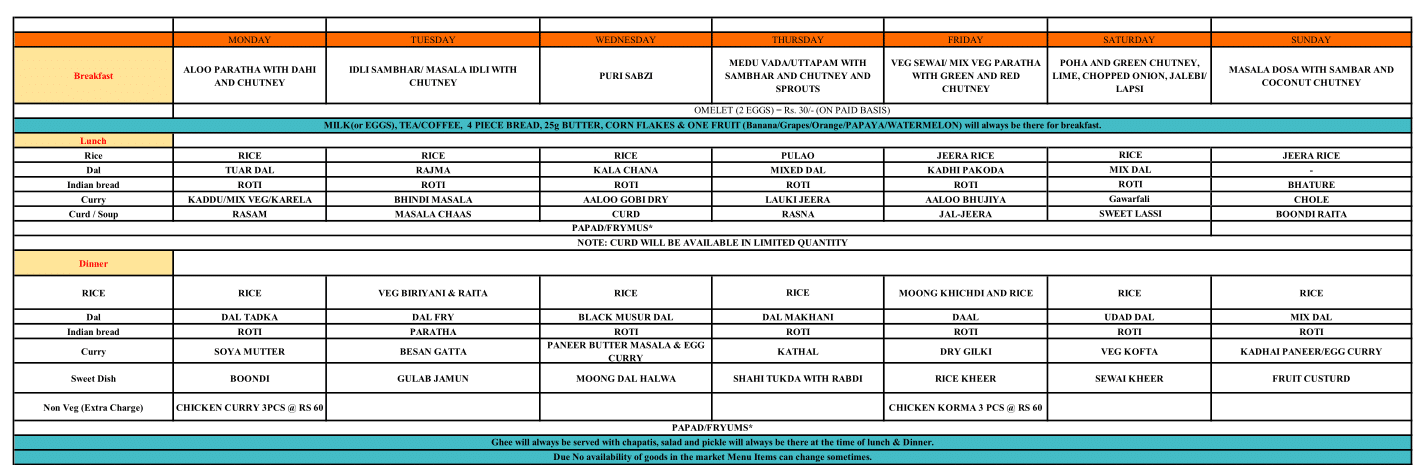 MONDAY TUESDAY WEDNESDAY THURSDAY FRIDAY SATURDAY SUNDAY
Breakfast
ALOO PARATHA WITH DAHI
AND CHUTNEY
IDLI SAMBHAR/ MASALA IDLI WITH
CHUTNEY
PURI SABZI
MEDU VADA/UTTAPAM WITH
SAMBHAR AND CHUTNEY AND
SPROUTS
VEG SEWAI/ MIX VEG PARATHA
WITH GREEN AND RED
CHUTNEY
POHA AND GREEN CHUTNEY,
LIME, CHOPPED ONION, JALEBI/
LAPSI
MASALA DOSA WITH SAMBAR AND
COCONUT CHUTNEY
OMELET (2 EGGS) = Rs. 30/- (ON PAID BASIS)
MILK(or EGGS), TEA/COFFEE, 4 PIECE BREAD, 25g BUTTER, CORN FLAKES & ONE FRUIT (Banana/Grapes/Orange/PAPAYA/WATERMELON) will always be there for breakfast.
Lunch
Rice RICE RICE RICE PULAO JEERA RICE RICE JEERA RICE
Dal TUAR DAL RAJMA KALA CHANA MIXED DAL KADHI PAKODA MIX DAL -
Indian bread ROTI ROTI ROTI ROTI ROTI ROTI BHATURE
Curry KADDU/MIX VEG/KARELA BHINDI MASALA AALOO GOBI DRY LAUKI JEERA AALOO BHUJIYA Gawarfali CHOLE
Curd / Soup RASAM MASALA CHAAS CURD RASNA JAL-JEERA SWEET LASSI BOONDI RAITA
PAPAD/FRYMUS*
NOTE: CURD WILL BE AVAILABLE IN LIMITED QUANTITY
Dinner
RICE RICE VEG BIRIYANI & RAITA RICE RICE MOONG KHICHDI AND RICE RICE RICE
Dal DAL TADKA DAL FRY BLACK MUSUR DAL DAL MAKHANI DAAL UDAD DAL MIX DAL
Indian bread ROTI PARATHA ROTI ROTI ROTI ROTI ROTI
Curry SOYA MUTTER BESAN GATTA
PANEER BUTTER MASALA & EGG
CURRY
KATHAL DRY GILKI VEG KOFTA KADHAI PANEER/EGG CURRY
Sweet Dish BOONDI GULAB JAMUN MOONG DAL HALWA SHAHI TUKDA WITH RABDI RICE KHEER SEWAI KHEER FRUIT CUSTURD
Non Veg (Extra Charge) CHICKEN CURRY 3PCS @ RS 60 CHICKEN KORMA 3 PCS @ RS 60
PAPAD/FRYUMS*
Ghee will always be served with chapatis, salad and pickle will always be there at the time of lunch & Dinner.
Due No availability of goods in the market Menu Items can change sometimes.